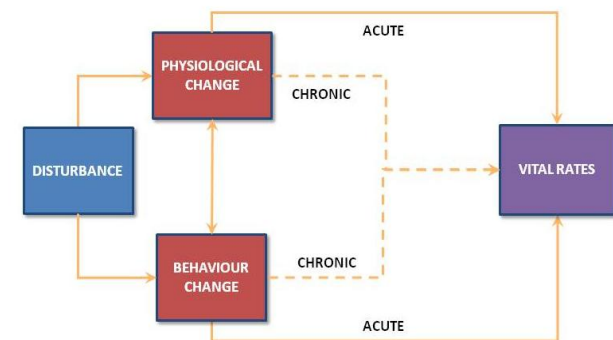 ACUTE
PHYSIOLOGICAL
CHANGE
CHRONIC
DISTURBANCE
VITAL RATES
BEHAVIOUR
CHANGE
CHRONIC
ACUTE